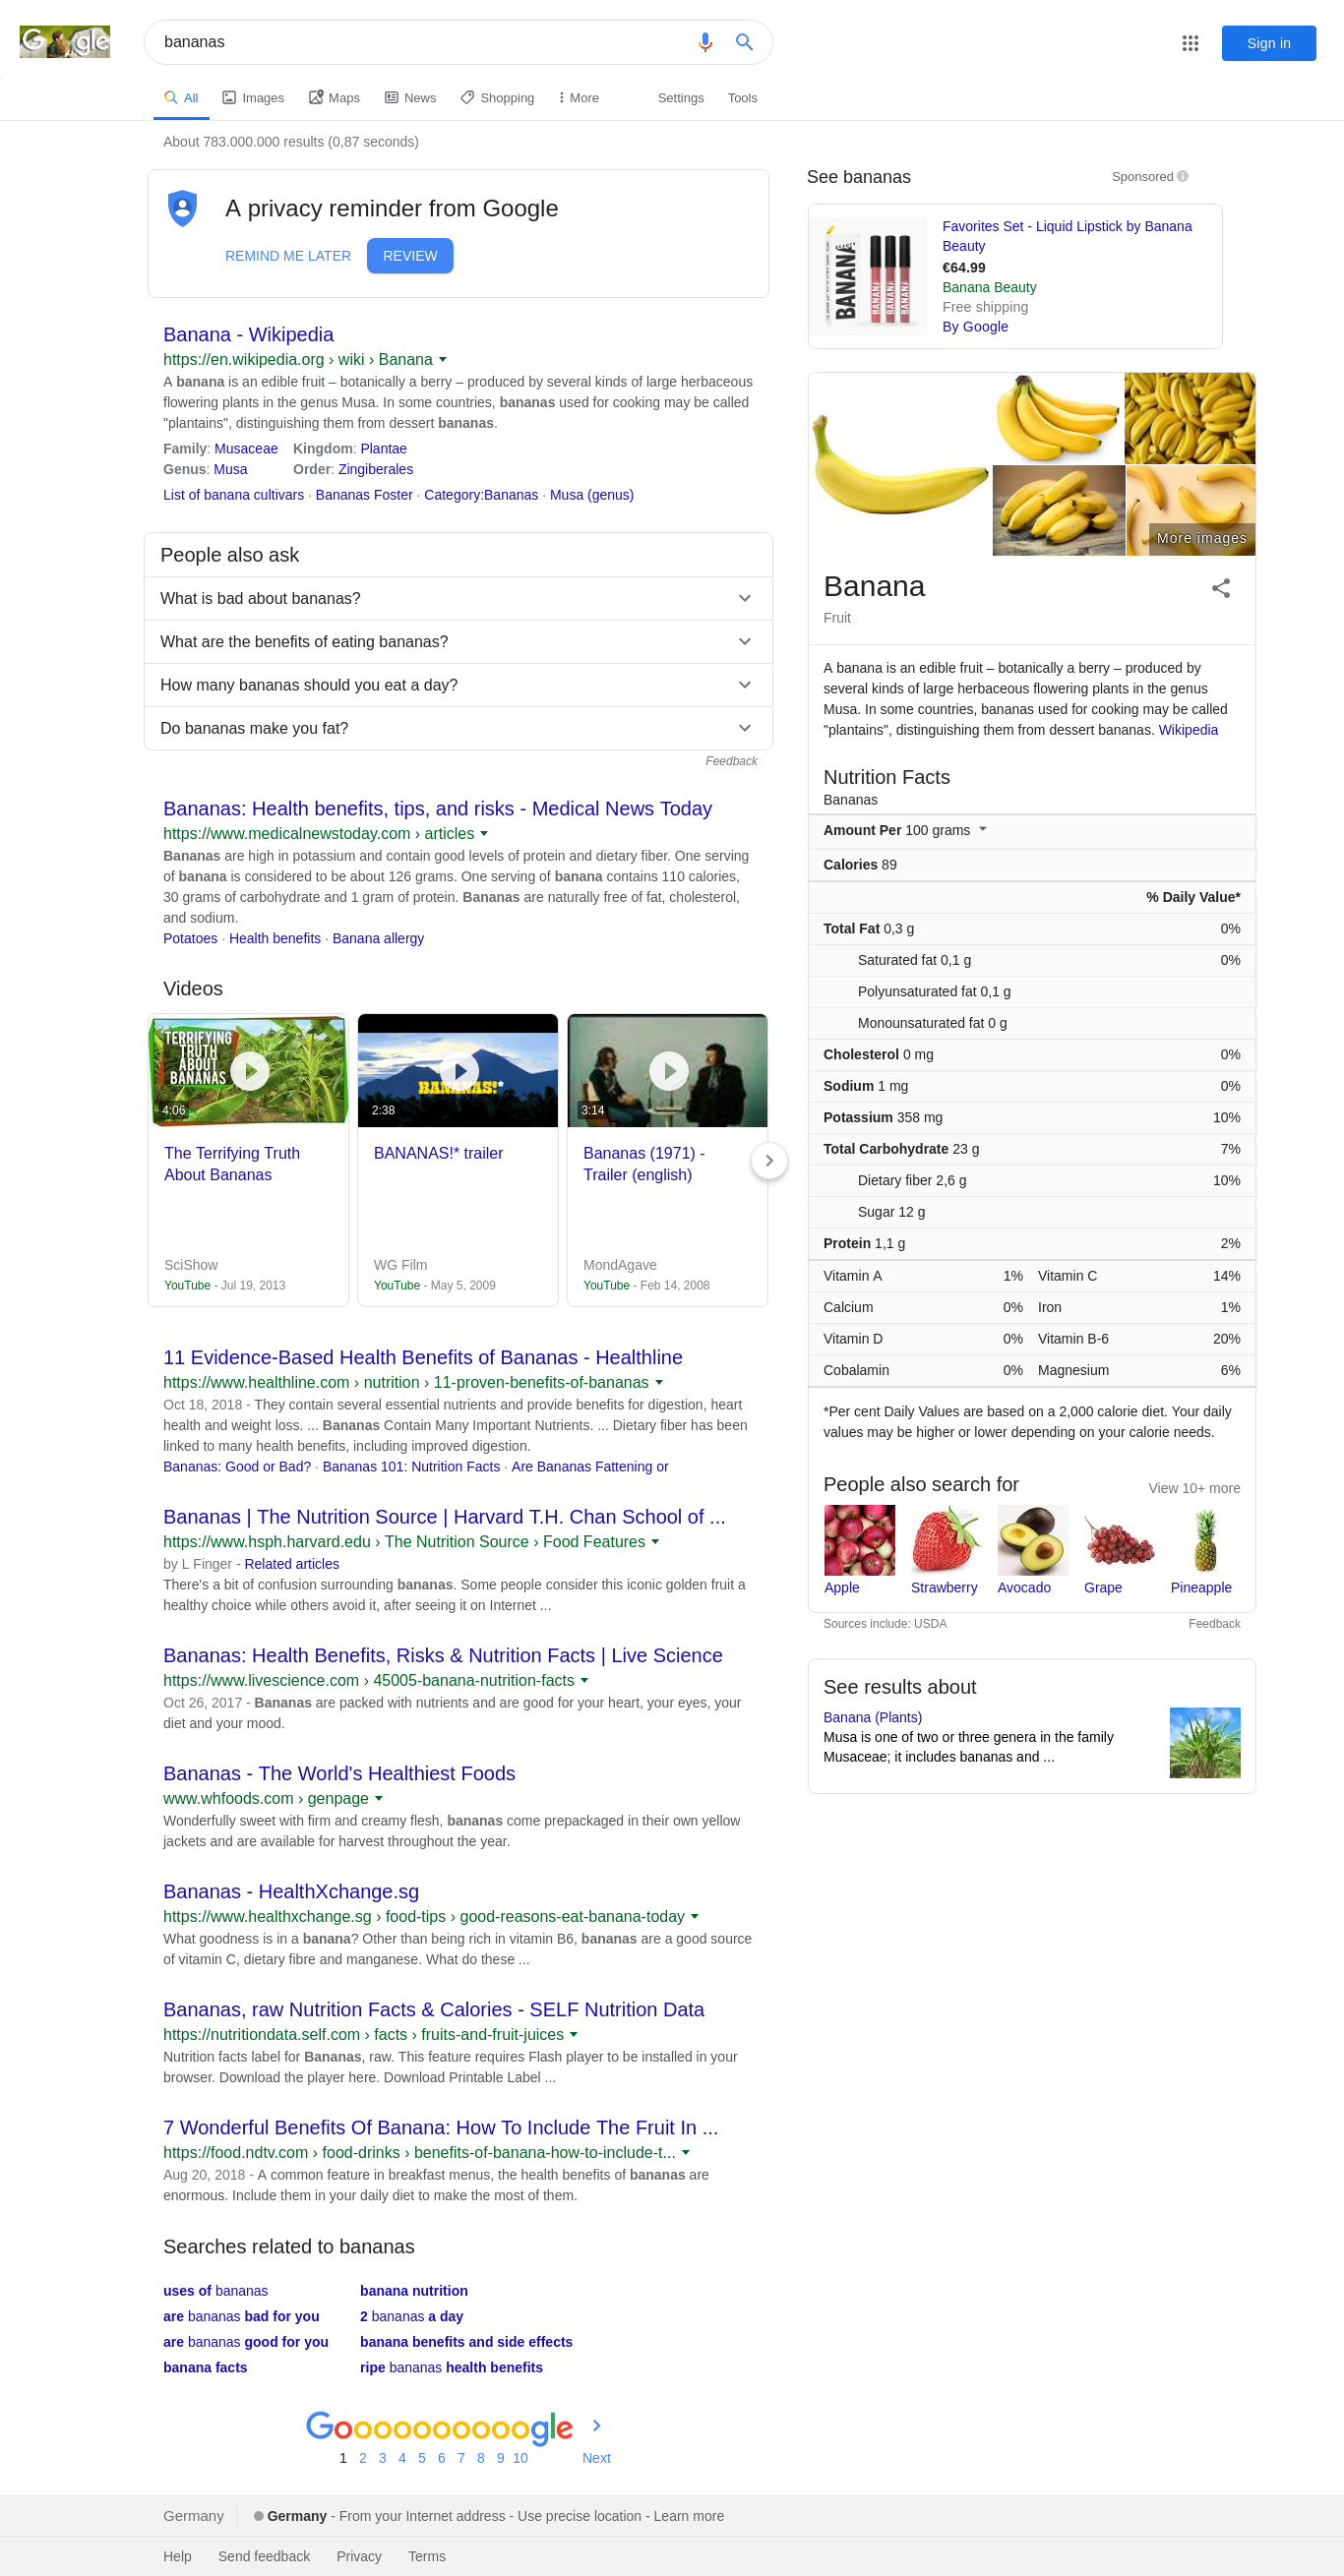 Google
bananas
Sign in
All
Images
Maps
News
Shopping
More
Settings
Tools
About 783.000.000 results (0,87 seconds)
A privacy reminder from Google
REMIND ME LATER
REVIEW
Banana - Wikipedia
https://en.wikipedia.org › wiki › Banana
A banana is an edible fruit – botanically a berry – produced by several kinds of large herbaceous
flowering plants in the genus Musa. In some countries, bananas used for cooking may be called
"plantains", distinguishing them from dessert bananas.
Family: Musaceae Kingdom: Plantae
Genus: Musa Order: Zingiberales
List of banana cultivars · Bananas Foster · Category:Bananas · Musa (genus)
People also ask
What is bad about bananas?
What are the benefits of eating bananas?
How many bananas should you eat a day?
Do bananas make you fat?
Feedback
Bananas: Health benefits, tips, and risks - Medical News Today
https://www.medicalnewstoday.com › articles
Bananas are high in potassium and contain good levels of protein and dietary fiber. One serving
of banana is considered to be about 126 grams. One serving of banana contains 110 calories,
30 grams of carbohydrate and 1 gram of protein. Bananas are naturally free of fat, cholesterol,
and sodium.
Potatoes · Health benefits · Banana allergy
Videos
TERRIFYING
TRUTH
ABOUT
BANANAS
4:06
The Terrifying Truth
About Bananas
SciShow
YouTube - Jul 19, 2013
BANANAS!*
2:38
BANANAS!* trailer
WG Film
YouTube - May 5, 2009
3:14
Bananas (1971) -
Trailer (english)
MondAgave
YouTube - Feb 14, 2008
11 Evidence-Based Health Benefits of Bananas - Healthline
https://www.healthline.com › nutrition › 11-proven-benefits-of-bananas
Oct 18, 2018 - They contain several essential nutrients and provide benefits for digestion, heart
health and weight loss. ... Bananas Contain Many Important Nutrients. ... Dietary fiber has been
linked to many health benefits, including improved digestion.
Bananas: Good or Bad? · Bananas 101: Nutrition Facts · Are Bananas Fattening or
Bananas | The Nutrition Source | Harvard T.H. Chan School of ...
https://www.hsph.harvard.edu › The Nutrition Source › Food Features
by L Finger - Related articles
There's a bit of confusion surrounding bananas. Some people consider this iconic golden fruit a
healthy choice while others avoid it, after seeing it on Internet ...
Bananas: Health Benefits, Risks & Nutrition Facts | Live Science
https://www.livescience.com › 45005-banana-nutrition-facts
Oct 26, 2017 - Bananas are packed with nutrients and are good for your heart, your eyes, your
diet and your mood.
Bananas - The World's Healthiest Foods
www.whfoods.com › genpage
Wonderfully sweet with firm and creamy flesh, bananas come prepackaged in their own yellow
jackets and are available for harvest throughout the year.
Bananas - HealthXchange.sg
https://www.healthxchange.sg › food-tips › good-reasons-eat-banana-today
What goodness is in a banana? Other than being rich in vitamin B6, bananas are a good source
of vitamin C, dietary fibre and manganese. What do these ...
Bananas, raw Nutrition Facts & Calories - SELF Nutrition Data
https://nutritiondata.self.com › facts › fruits-and-fruit-juices
Nutrition facts label for Bananas, raw. This feature requires Flash player to be installed in your
browser. Download the player here. Download Printable Label ...
7 Wonderful Benefits Of Banana: How To Include The Fruit In ...
https://food.ndtv.com › food-drinks › benefits-of-banana-how-to-include-t...
Aug 20, 2018 - A common feature in breakfast menus, the health benefits of bananas are
enormous. Include them in your daily diet to make the most of them.
Searches related to bananas
uses of bananas
are bananas bad for you
are bananas good for you
banana facts
banana nutrition
2 bananas a day
banana benefits and side effects
ripe bananas health benefits
Goooooooooogle
1 2 3 4 5 6 7 8 9 10 Next
See bananas
Sponsored
BEAUTY
BANANA
BANANA
BANANA
BANANA
Favorites Set - Liquid Lipstick by Banana
Beauty
€64.99
Banana Beauty
Free shipping
By Google
More images
Banana
Fruit
A banana is an edible fruit – botanically a berry – produced by
several kinds of large herbaceous flowering plants in the genus
Musa. In some countries, bananas used for cooking may be called
"plantains", distinguishing them from dessert bananas. Wikipedia
Nutrition Facts
Bananas
Amount Per 100 grams
Calories 89
% Daily Value*
Total Fat 0,3 g 0%
Saturated fat 0,1 g 0%
Polyunsaturated fat 0,1 g
Monounsaturated fat 0 g
Cholesterol 0 mg 0%
Sodium 1 mg 0%
Potassium 358 mg 10%
Total Carbohydrate 23 g 7%
Dietary fiber 2,6 g 10%
Sugar 12 g
Protein 1,1 g 2%
Vitamin A 1% Vitamin C 14%
Calcium 0% Iron 1%
Vitamin D 0% Vitamin B-6 20%
Cobalamin 0% Magnesium 6%
*Per cent Daily Values are based on a 2,000 calorie diet. Your daily
values may be higher or lower depending on your calorie needs.
People also search for
View 10+ more
Apple
Strawberry
Avocado
Grape
Pineapple
Sources include: USDA
Feedback
See results about
Banana (Plants)
Musa is one of two or three genera in the family
Musaceae; it includes bananas and ...
Germany
Germany - From your Internet address - Use precise location - Learn more
Help
Send feedback
Privacy
Terms